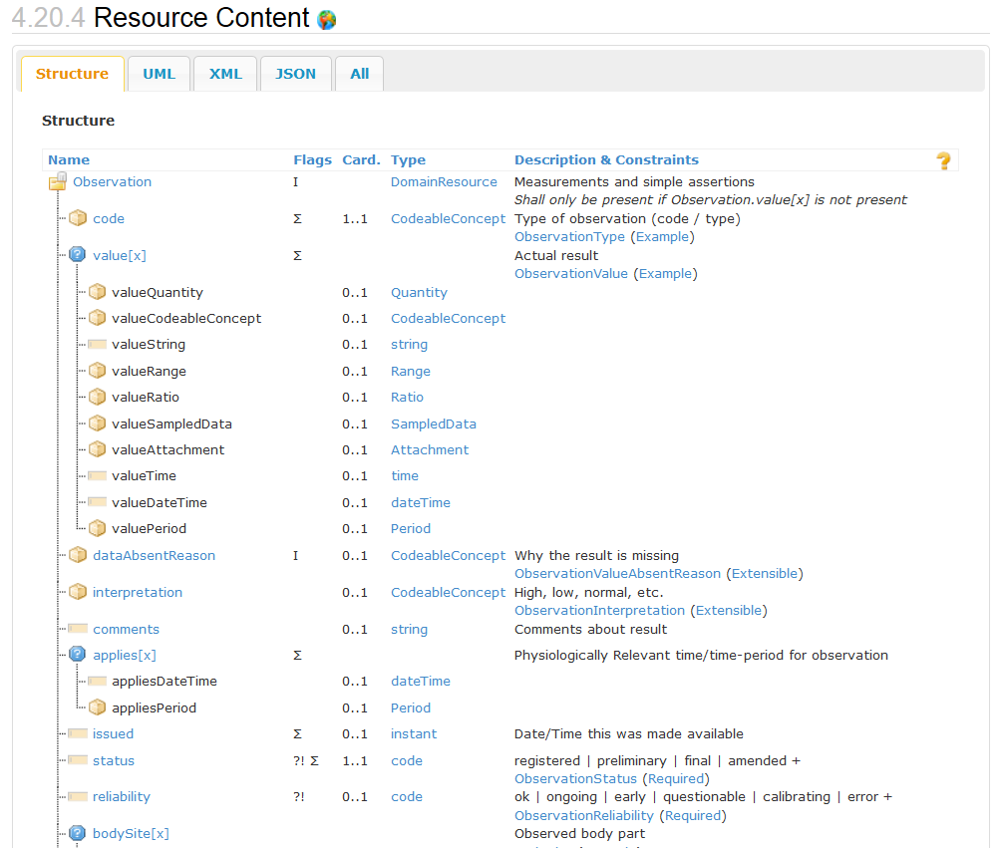 4.20.4 Resource Content
Structure UML XML JSON All
Structure
Name Flags Card. Type Description & Constraints
Observation I DomainResource Measurements and simple assertions
Shall only be present if Observation.value[x] is not present
code Σ 1..1 CodeableConcept Type of observation (code / type)
ObservationType (Example)
value[x] Σ Actual result
ObservationValue (Example)
valueQuantity 0..1 Quantity
valueCodeableConcept 0..1 CodeableConcept
valueString 0..1 string
valueRange 0..1 Range
valueRatio 0..1 Ratio
valueSampledData 0..1 SampledData
valueAttachment 0..1 Attachment
valueTime 0..1 time
valueDateTime 0..1 dateTime
valuePeriod 0..1 Period
dataAbsentReason I 0..1 CodeableConcept Why the result is missing
ObservationValueAbsentReason (Extensible)
interpretation 0..1 CodeableConcept High, low, normal, etc.
ObservationInterpretation (Extensible)
comments 0..1 string Comments about result
applies[x] Σ Physiologically Relevant time/time-period for observation
appliesDateTime 0..1 dateTime
appliesPeriod 0..1 Period
issued Σ 0..1 instant Date/Time this was made available
status ?! Σ 1..1 code registered | preliminary | final | amended +
ObservationStatus (Required)
reliability ?! 0..1 code ok | ongoing | early | questionable | calibrating | error +
ObservationReliability (Required)
bodySite[x] Observed body part